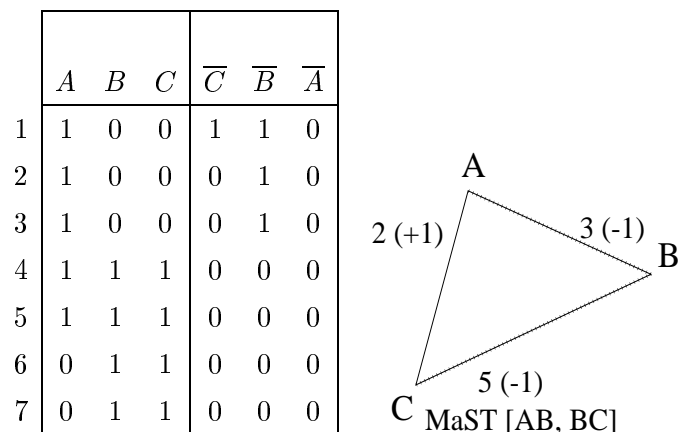 A B C C̅ B̅ A̅
1 1 0 0 1 1 0
2 1 0 0 0 1 0
3 1 0 0 0 1 0
4 1 1 1 0 0 0
5 1 1 1 0 0 0
6 0 1 1 0 0 0
7 0 1 1 0 0 0
A
2 (+1)
3 (-1)
B
5 (-1)
C
MaST [AB, BC]